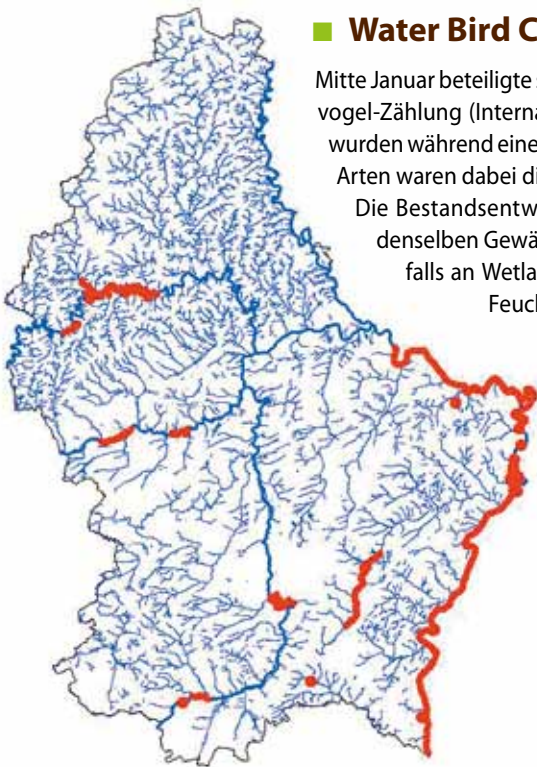 Water Bird C
Mitte Januar beteiligte s
vogel-Zählung (Interna
wurden während eine
Arten waren dabei di
Die Bestandsentw
denselben Gewä
falls an Wetla
Feuch